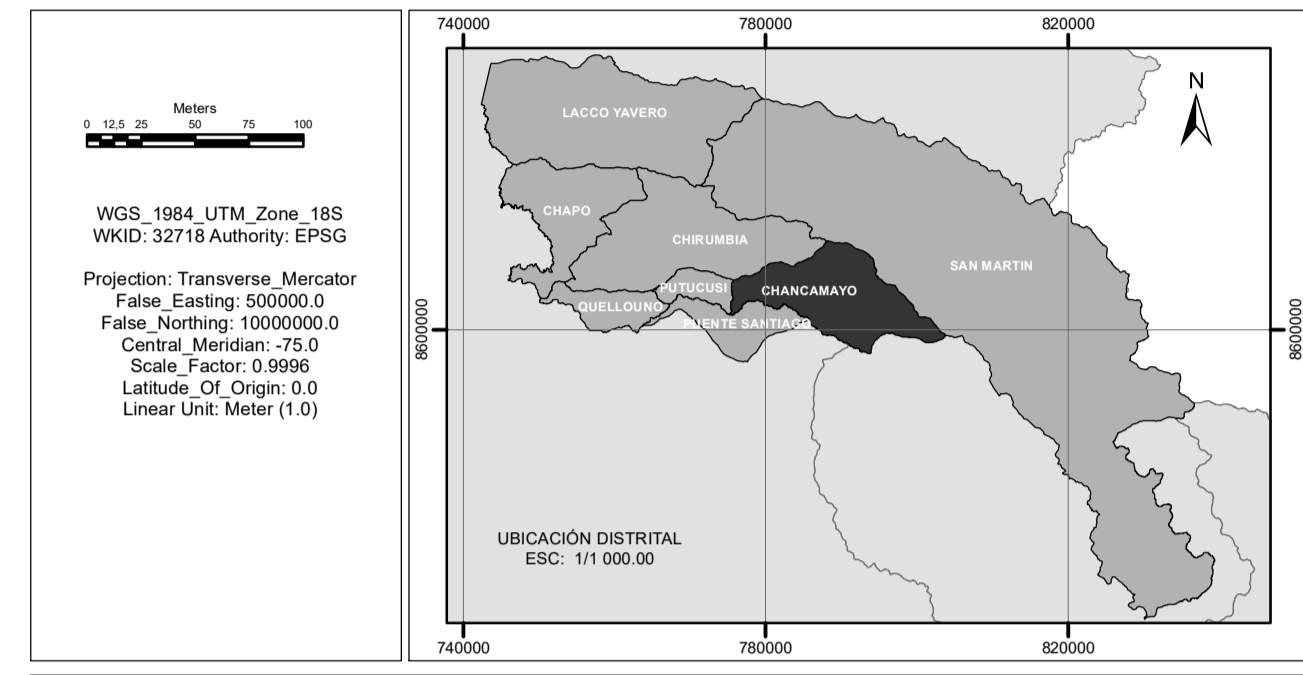 Meters
0 12,5 25 50 75 100
WGS_1984_UTM_Zone_18S
WKID: 32718 Authority: EPSG
Projection: Transverse_Mercator
False_Easting: 500000.0
False_Northing: 10000000.0
Central_Meridian: -75.0
Scale_Factor: 0.9996
Latitude_Of_Origin: 0.0
Linear Unit: Meter (1.0)
740000 780000 820000
N
LACCO YAVERO
CHAPO
CHIRUMBIA
SAN MARTIN
PUTUCUSI
CHANCAMAYO
QUELLOUNO
PUENTE SANTIAGO
8600000
8600000
UBICACIÓN DISTRITAL
ESC: 1/1 000.00
740000 780000 820000